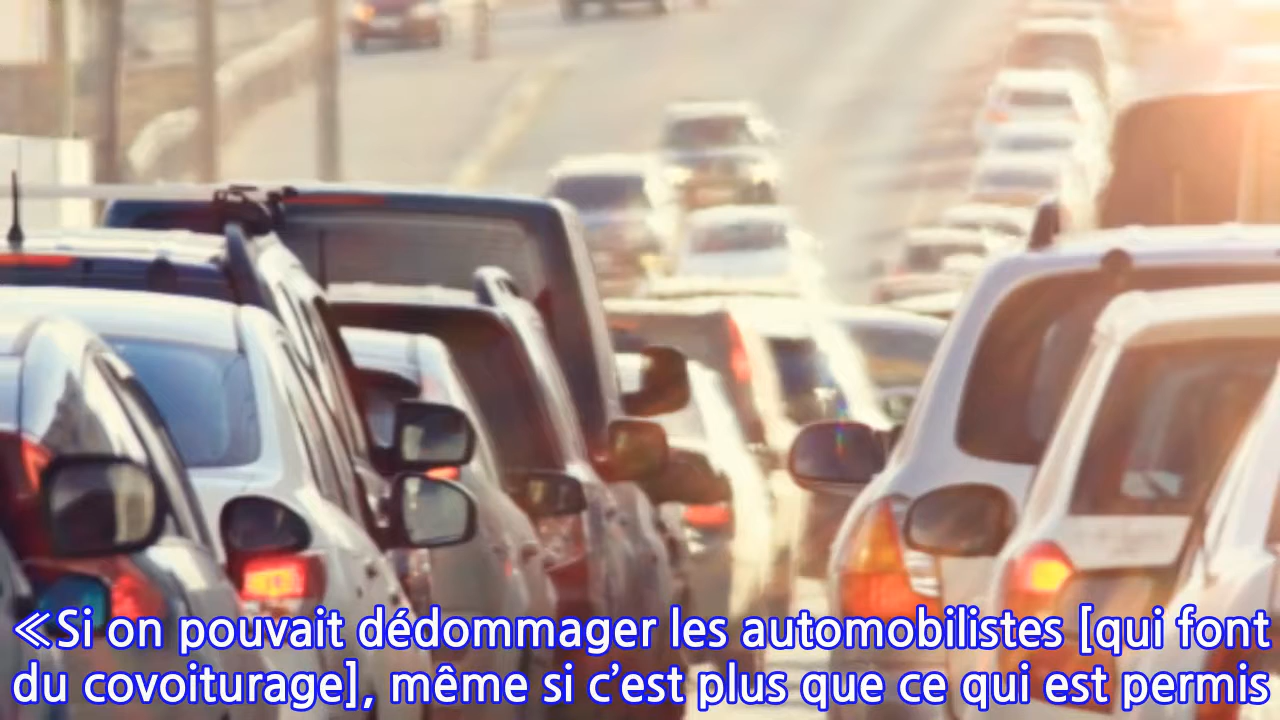 ≪Si on pouvait dédommager les automobilistes [qui font
du covoiturage], même si c’est plus que ce qui est permis